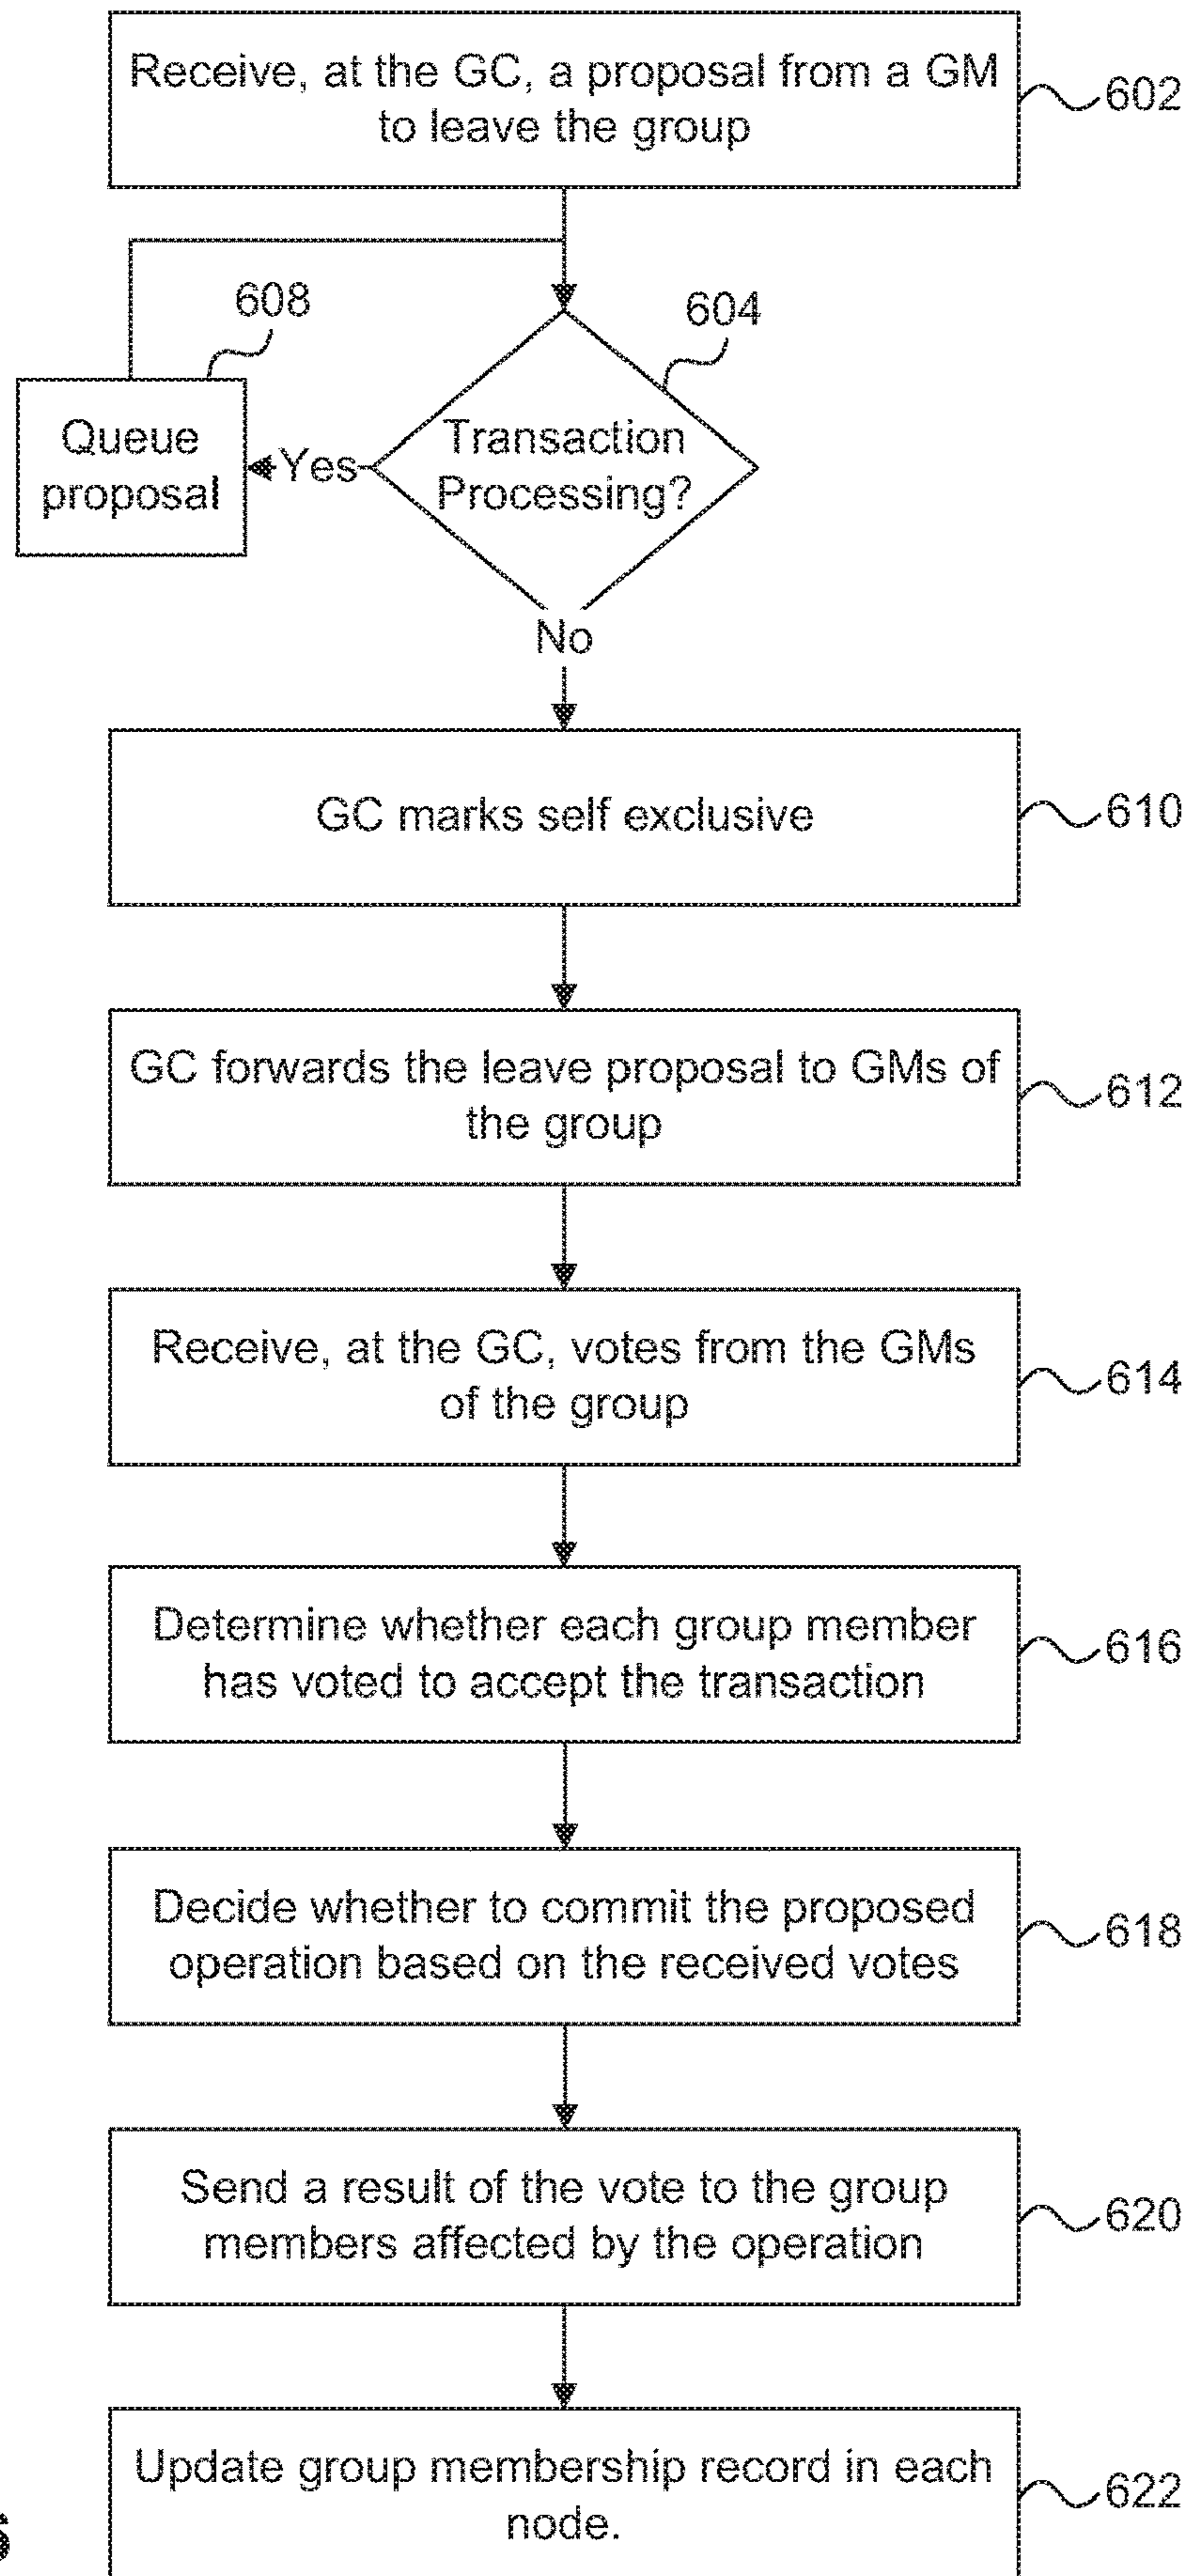 Receive, at the GC, a proposal from a GM
to leave the group
602
608
604
Queue
proposal
Yes
Transaction
Processing?
No
GC marks self exclusive
610
GC forwards the leave proposal to GMs of
the group
612
Receive, at the GC, votes from the GMs
of the group
614
Determine whether each group member
has voted to accept the transaction
616
Decide whether to commit the proposed
operation based on the received votes
618
Send a result of the vote to the group
members affected by the operation
620
Update group membership record in each
node.
622